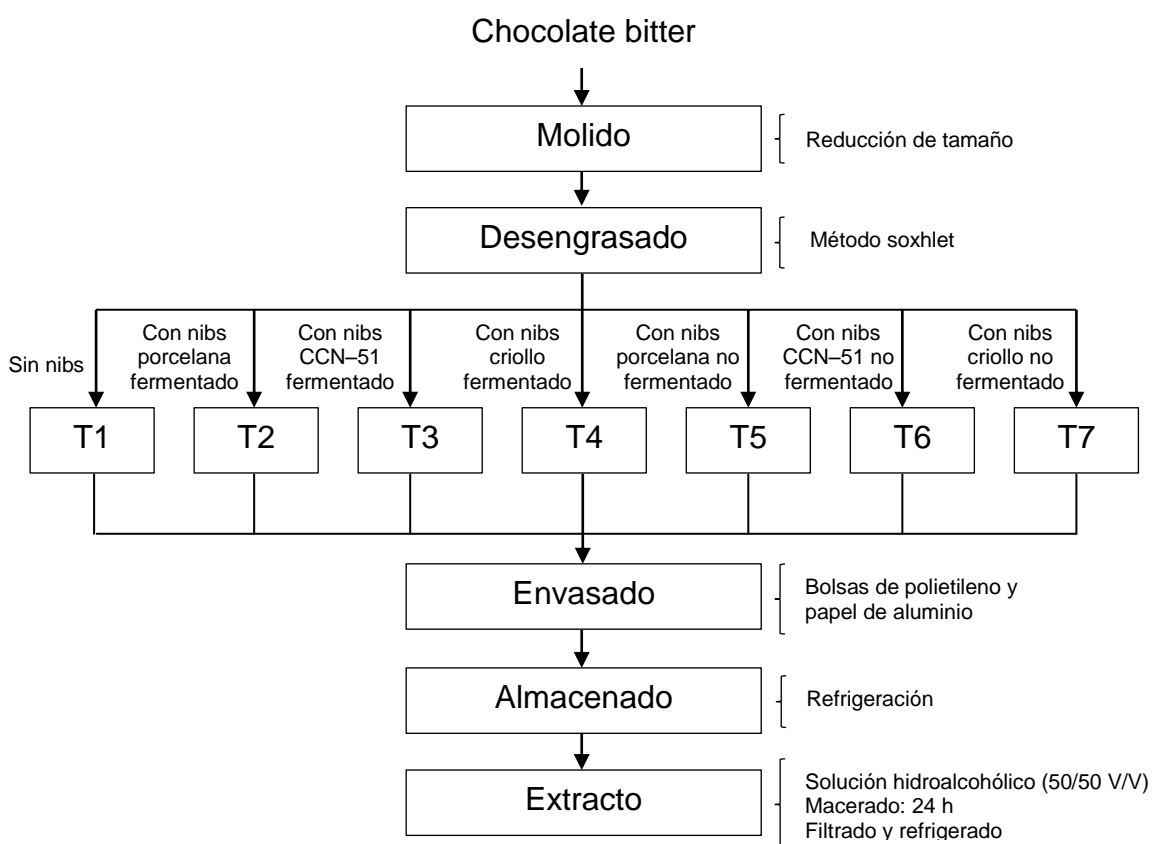 Chocolate bitter
Molido
Reducción de tamaño
Desengrasado
Método soxhlet
Sin nibs
Con nibs
porcelana
fermentado
Con nibs
CCN–51
fermentado
Con nibs
criollo
fermentado
Con nibs
porcelana no
fermentado
Con nibs
CCN–51 no
fermentado
Con nibs
criollo no
fermentado
T1
T2
T3
T4
T5
T6
T7
Envasado
Bolsas de polietileno y
papel de aluminio
Almacenado
Refrigeración
Extracto
Solución hidroalcohólico (50/50 V/V)
Macerado: 24 h
Filtrado y refrigerado